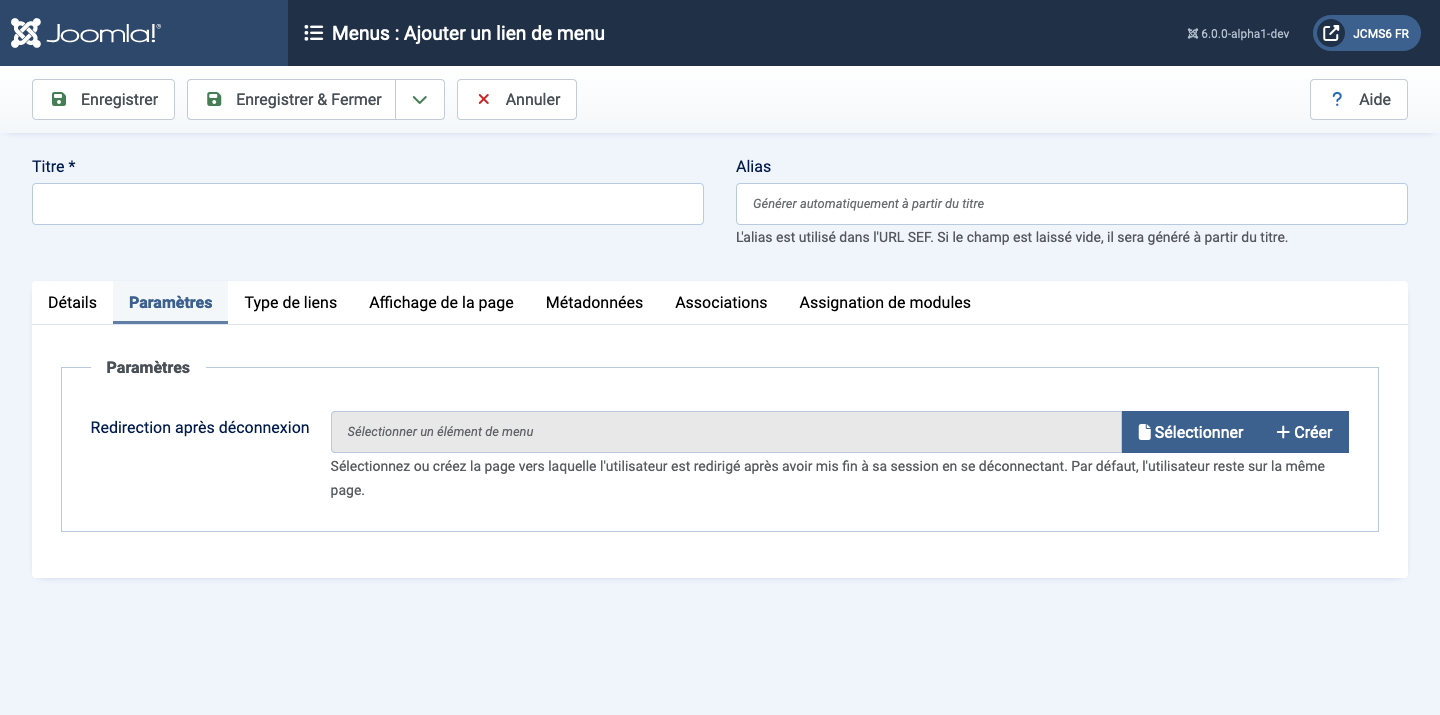 Joomla!®
Menus : Ajouter un lien de menu
6.0.0-alpha1-dev
JCMS6 FR
Enregistrer
Enregistrer & Fermer
Annuler
? Aide
Titre *
Alias
Générer automatiquement à partir du titre
L'alias est utilisé dans l'URL SEF. Si le champ est laissé vide, il sera généré à partir du titre.
Détails Paramètres Type de liens Affichage de la page Métadonnées Associations Assignation de modules
Paramètres
Redirection après déconnexion
Sélectionner un élément de menu
Sélectionner
+ Créer
Sélectionnez ou créez la page vers laquelle l'utilisateur est redirigé après avoir mis fin à sa session en se déconnectant. Par défaut, l'utilisateur reste sur la même
page.